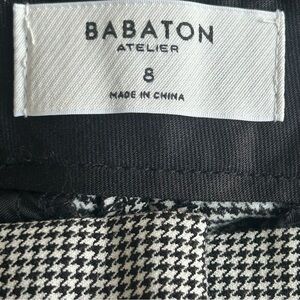 BABATON
ATELIER
8
MADE IN CHINA